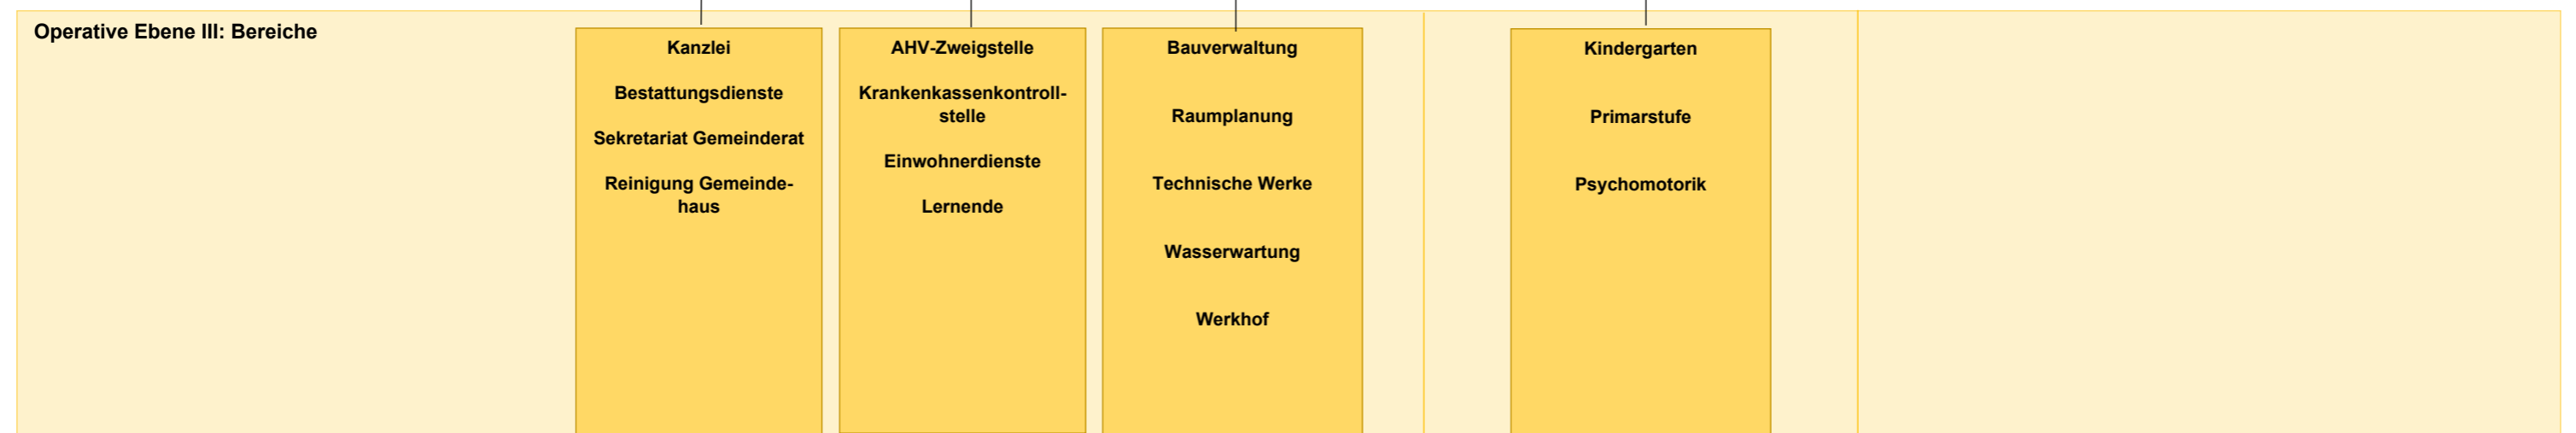 Operative Ebene III: Bereiche
Kanzlei
Bestattungsdienste
Sekretariat Gemeinderat
Reinigung Gemeinde-
haus
AHV-Zweigstelle
Krankenkassenkontroll-
stelle
Einwohnerdienste
Lernende
Bauverwaltung
Raumplanung
Technische Werke
Wasserwartung
Werkhof
Kindergarten
Primarstufe
Psychomotorik